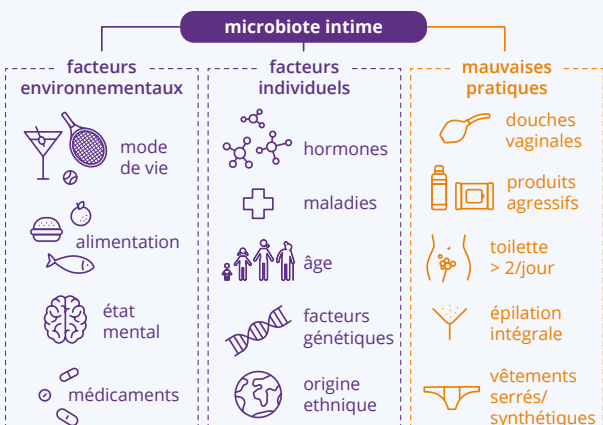 microbiote intime
facteurs
environnementaux
mode
de vie
alimentation
état
mental
médicaments
facteurs
individuels
hormones
maladies
âge
facteurs
génétiques
origine
ethnique
mauvaises
pratiques
douches
vaginales
produits
agressifs
toilette
> 2/jour
épilation
intégrale
vêtements
serrés/
synthétiques